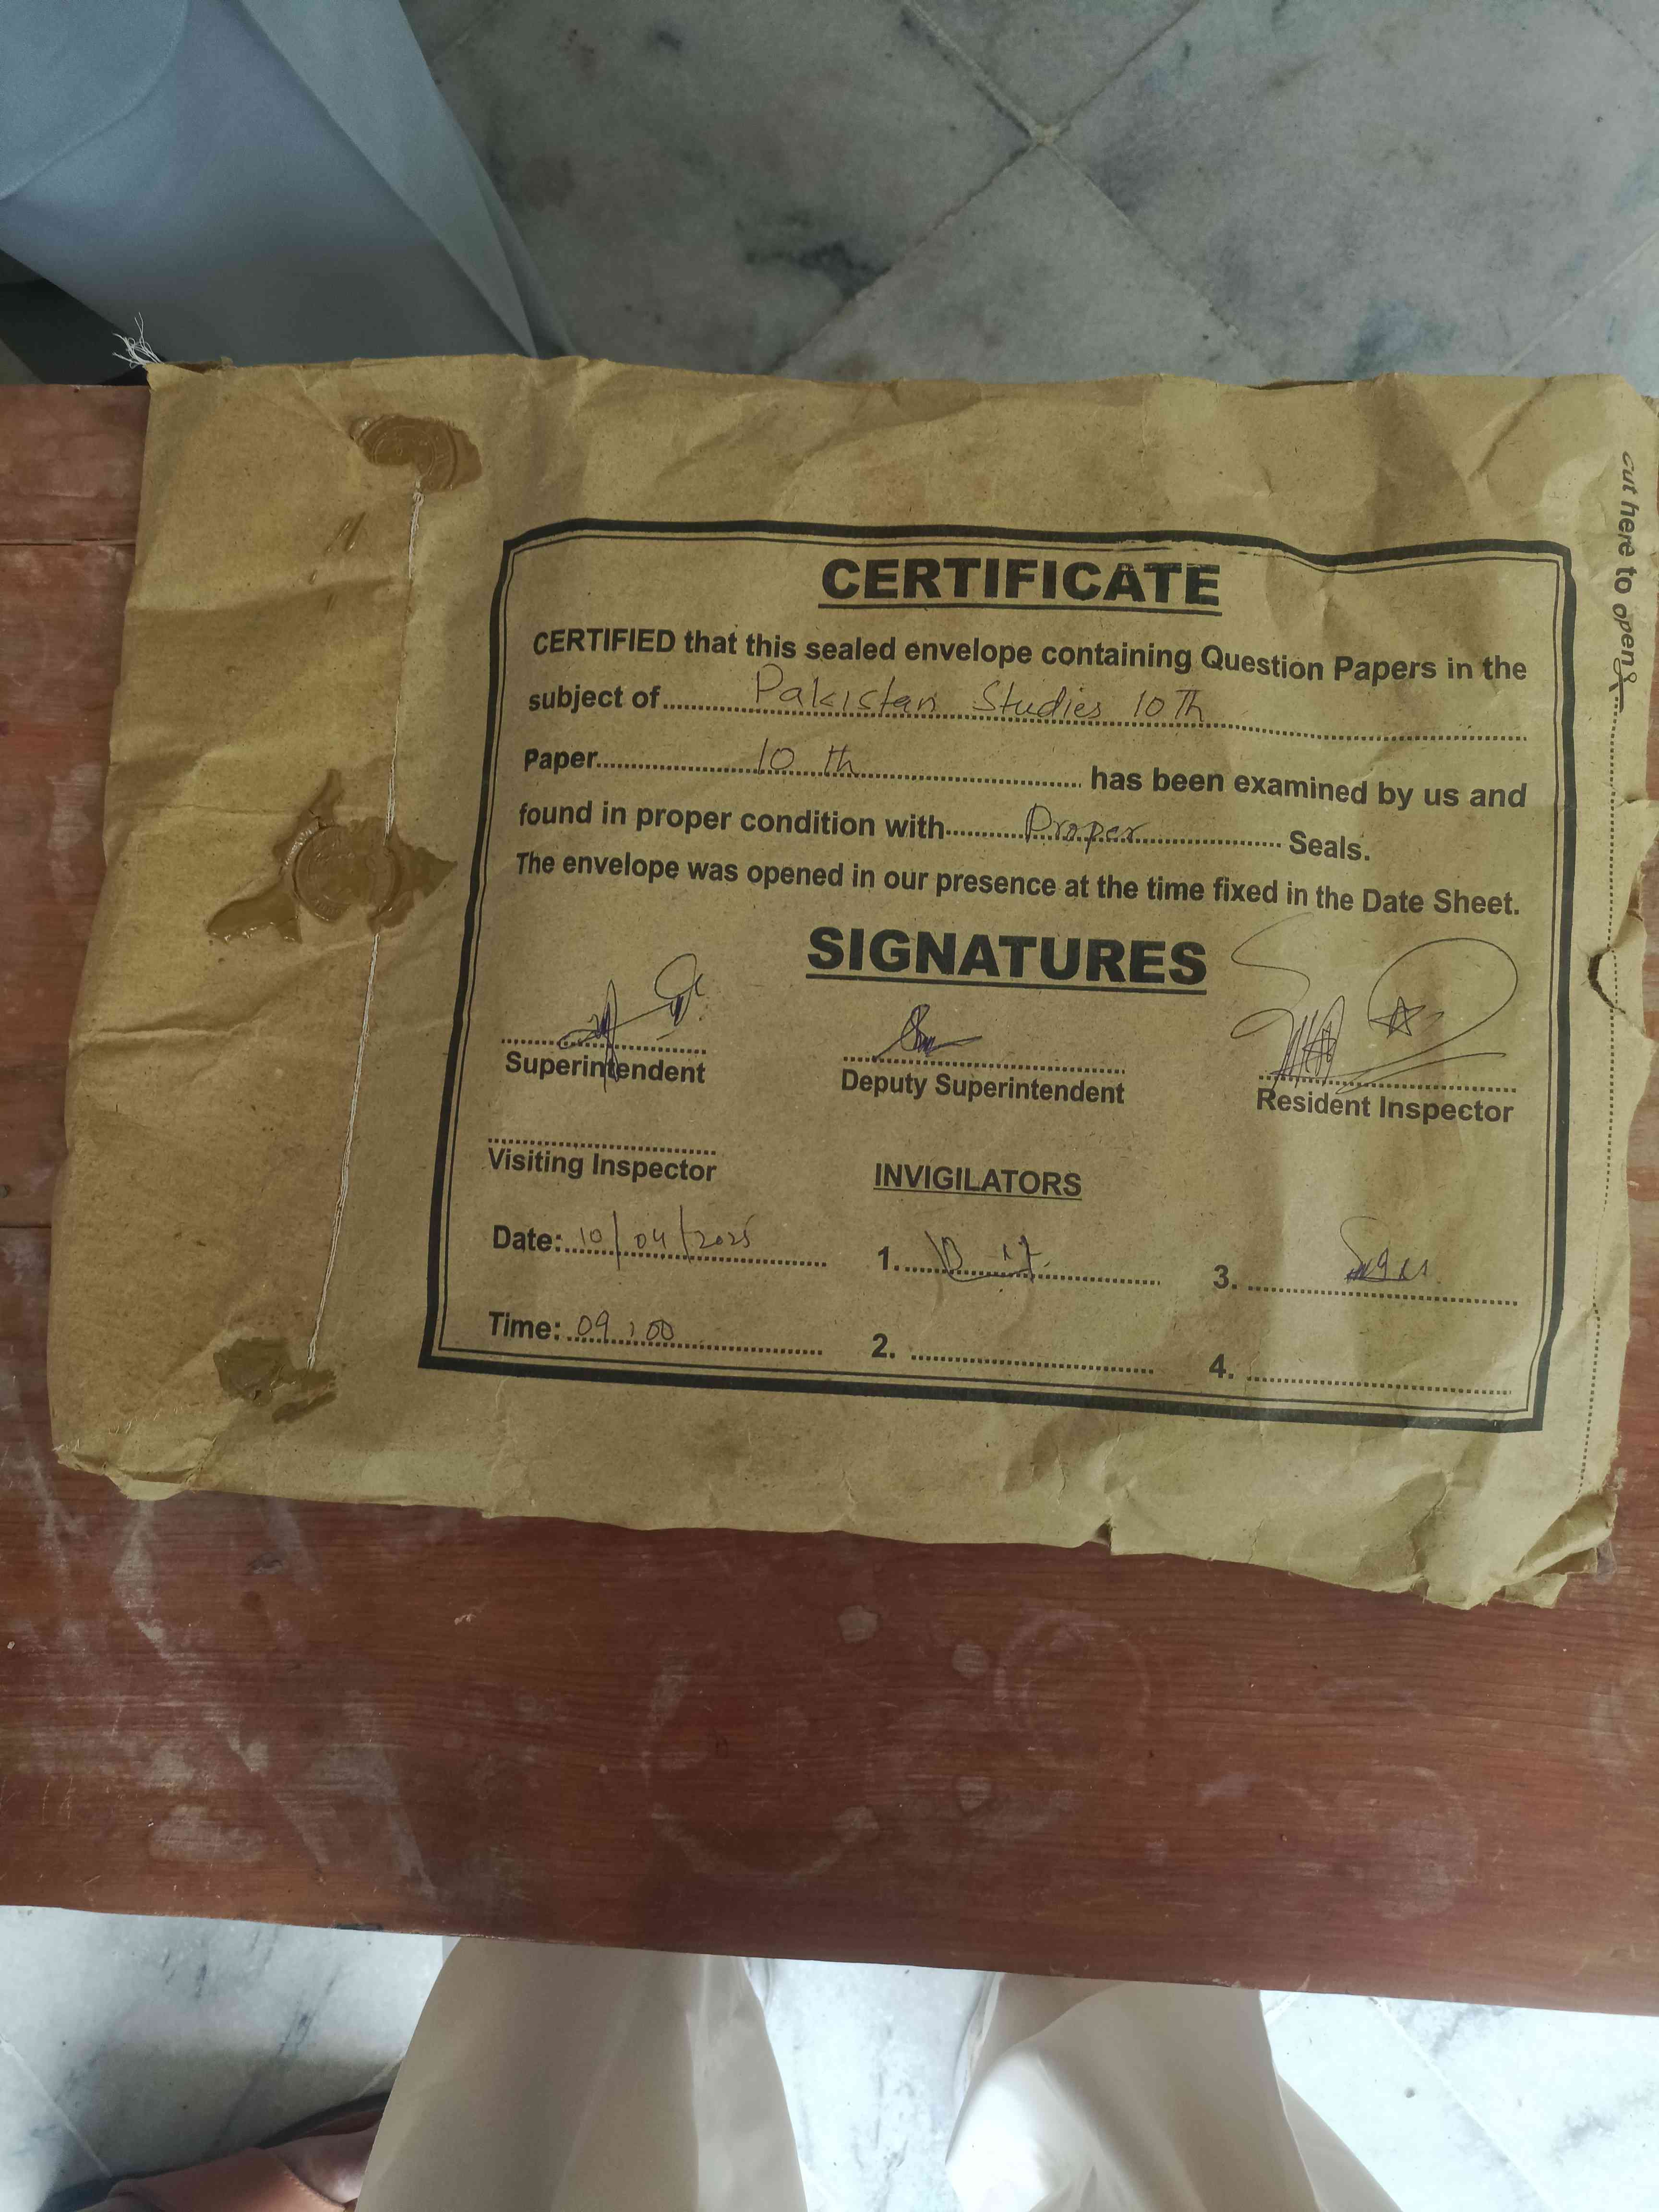 cut here to open
CERTIFICATE
CERTIFIED that this sealed envelope containing Question Papers in the
subject of.......... Pakistan Studies 10 Th ..........
Paper.......... 10 th .......... has been examined by us and
found in proper condition with.......... Proper .......... Seals.
The envelope was opened in our presence at the time fixed in the Date Sheet.
SIGNATURES
Superintendent Deputy Superintendent Resident Inspector
Visiting Inspector INVIGILATORS
Date: 10/04/2025 1. 3.
Time: 09:00 2. 4.